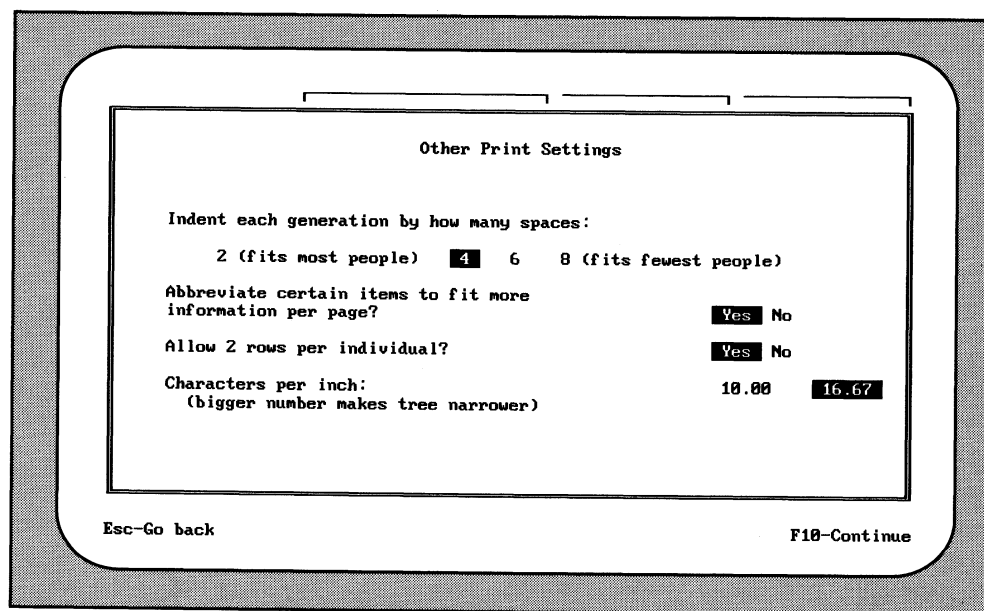 Other Print Settings
Indent each generation by how many spaces:
2 (fits most people) 4 6 8 (fits fewest people)
Abbreviate certain items to fit more
information per page? Yes No
Allow 2 rows per individual? Yes No
Characters per inch: 10.00 16.67
(bigger number makes tree narrower)
Esc-Go back F10-Continue